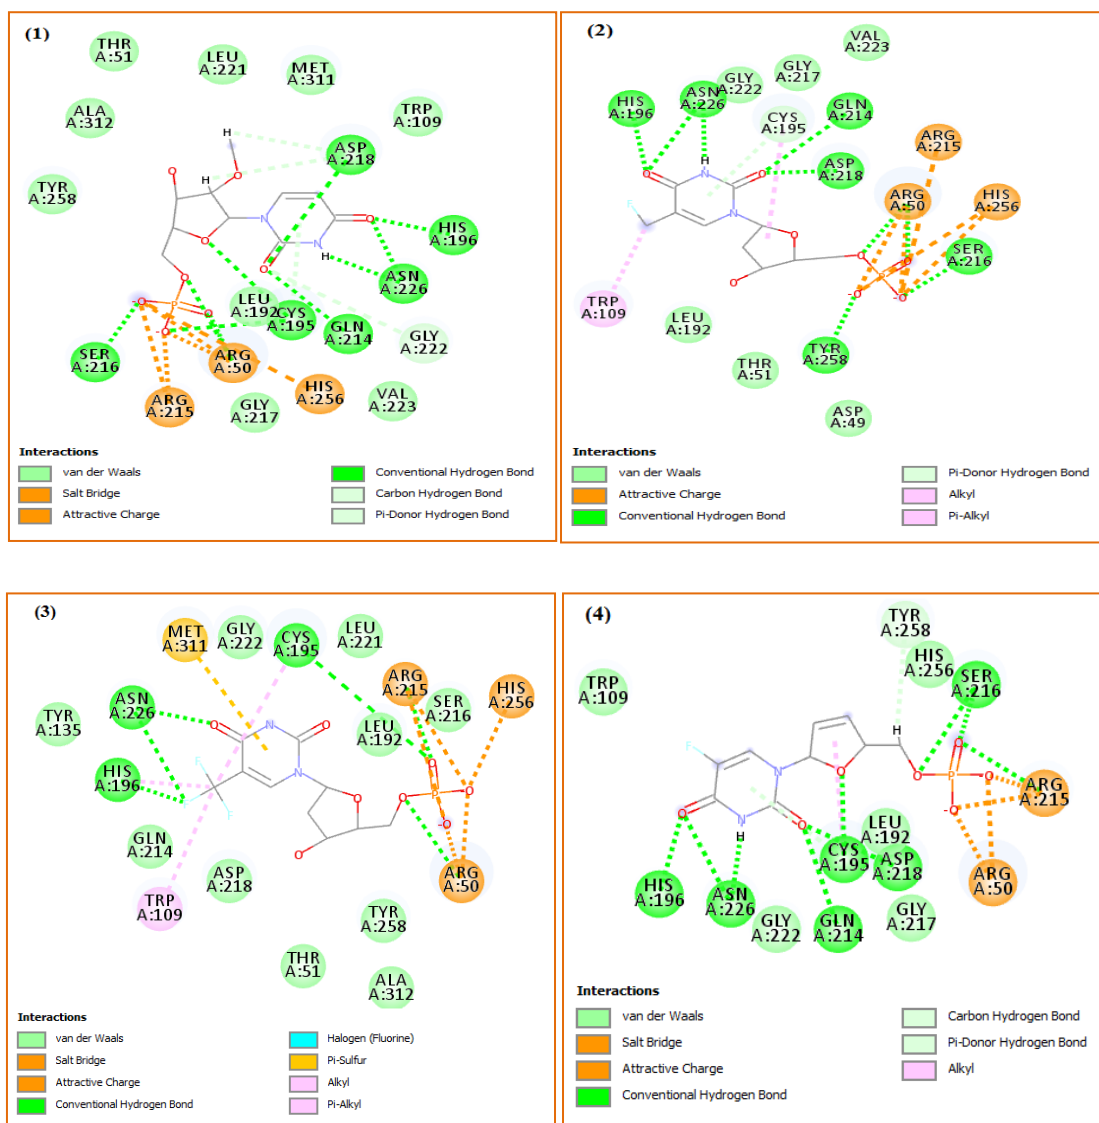 (1)
THR
A:51
LEU
A:221
MET
A:311
ALA
A:312
TRP
A:109
H
ASP
A:218
TYR
A:258
H
O
O
O
N
O
HIS
A:196
O
N
H
ASN
A:226
O
-O
P
O
-O
LEU
A:192
CYS
A:195
GLN
A:214
GLY
A:222
SER
A:216
ARG
A:50
ARG
A:215
HIS
A:256
GLY
A:217
VAL
A:223
Interactions
van der Waals
Salt Bridge
Attractive Charge
Conventional Hydrogen Bond
Carbon Hydrogen Bond
Pi-Donor Hydrogen Bond
(2)
VAL
A:223
GLY
A:217
GLY
A:222
ASN
A:226
HIS
A:196
GLN
A:214
CYS
A:195
ARG
A:215
H
O
N
O
ASP
A:218
ARG
A:50
HIS
A:256
F
N
O
O
O
SER
A:216
P
O
-O
O-
TRP
A:109
LEU
A:192
TYR
A:258
THR
A:51
ASP
A:49
Interactions
van der Waals
Attractive Charge
Conventional Hydrogen Bond
Pi-Donor Hydrogen Bond
Alkyl
Pi-Alkyl
(3)
MET
A:311
GLY
A:222
CYS
A:195
LEU
A:221
ARG
A:215
HIS
A:256
ASN
A:226
SER
A:216
TYR
A:135
LEU
A:192
O
N
O
HIS
A:196
F
F
F
N
O
O
O
P
O
-O
O
GLN
A:214
ASP
A:218
TRP
A:109
ARG
A:50
TYR
A:258
THR
A:51
ALA
A:312
Interactions
van der Waals
Salt Bridge
Attractive Charge
Conventional Hydrogen Bond
Halogen (Fluorine)
Pi-Sulfur
Alkyl
Pi-Alkyl
(4)
TYR
A:258
HIS
A:256
SER
A:216
TRP
A:109
H
O
F
N
O
O
P
O
-O
ARG
A:215
O
N
H
O
LEU
A:192
CYS
A:195
ASP
A:218
ARG
A:50
HIS
A:196
ASN
A:226
GLY
A:222
GLN
A:214
GLY
A:217
Interactions
van der Waals
Salt Bridge
Attractive Charge
Conventional Hydrogen Bond
Carbon Hydrogen Bond
Pi-Donor Hydrogen Bond
Alkyl